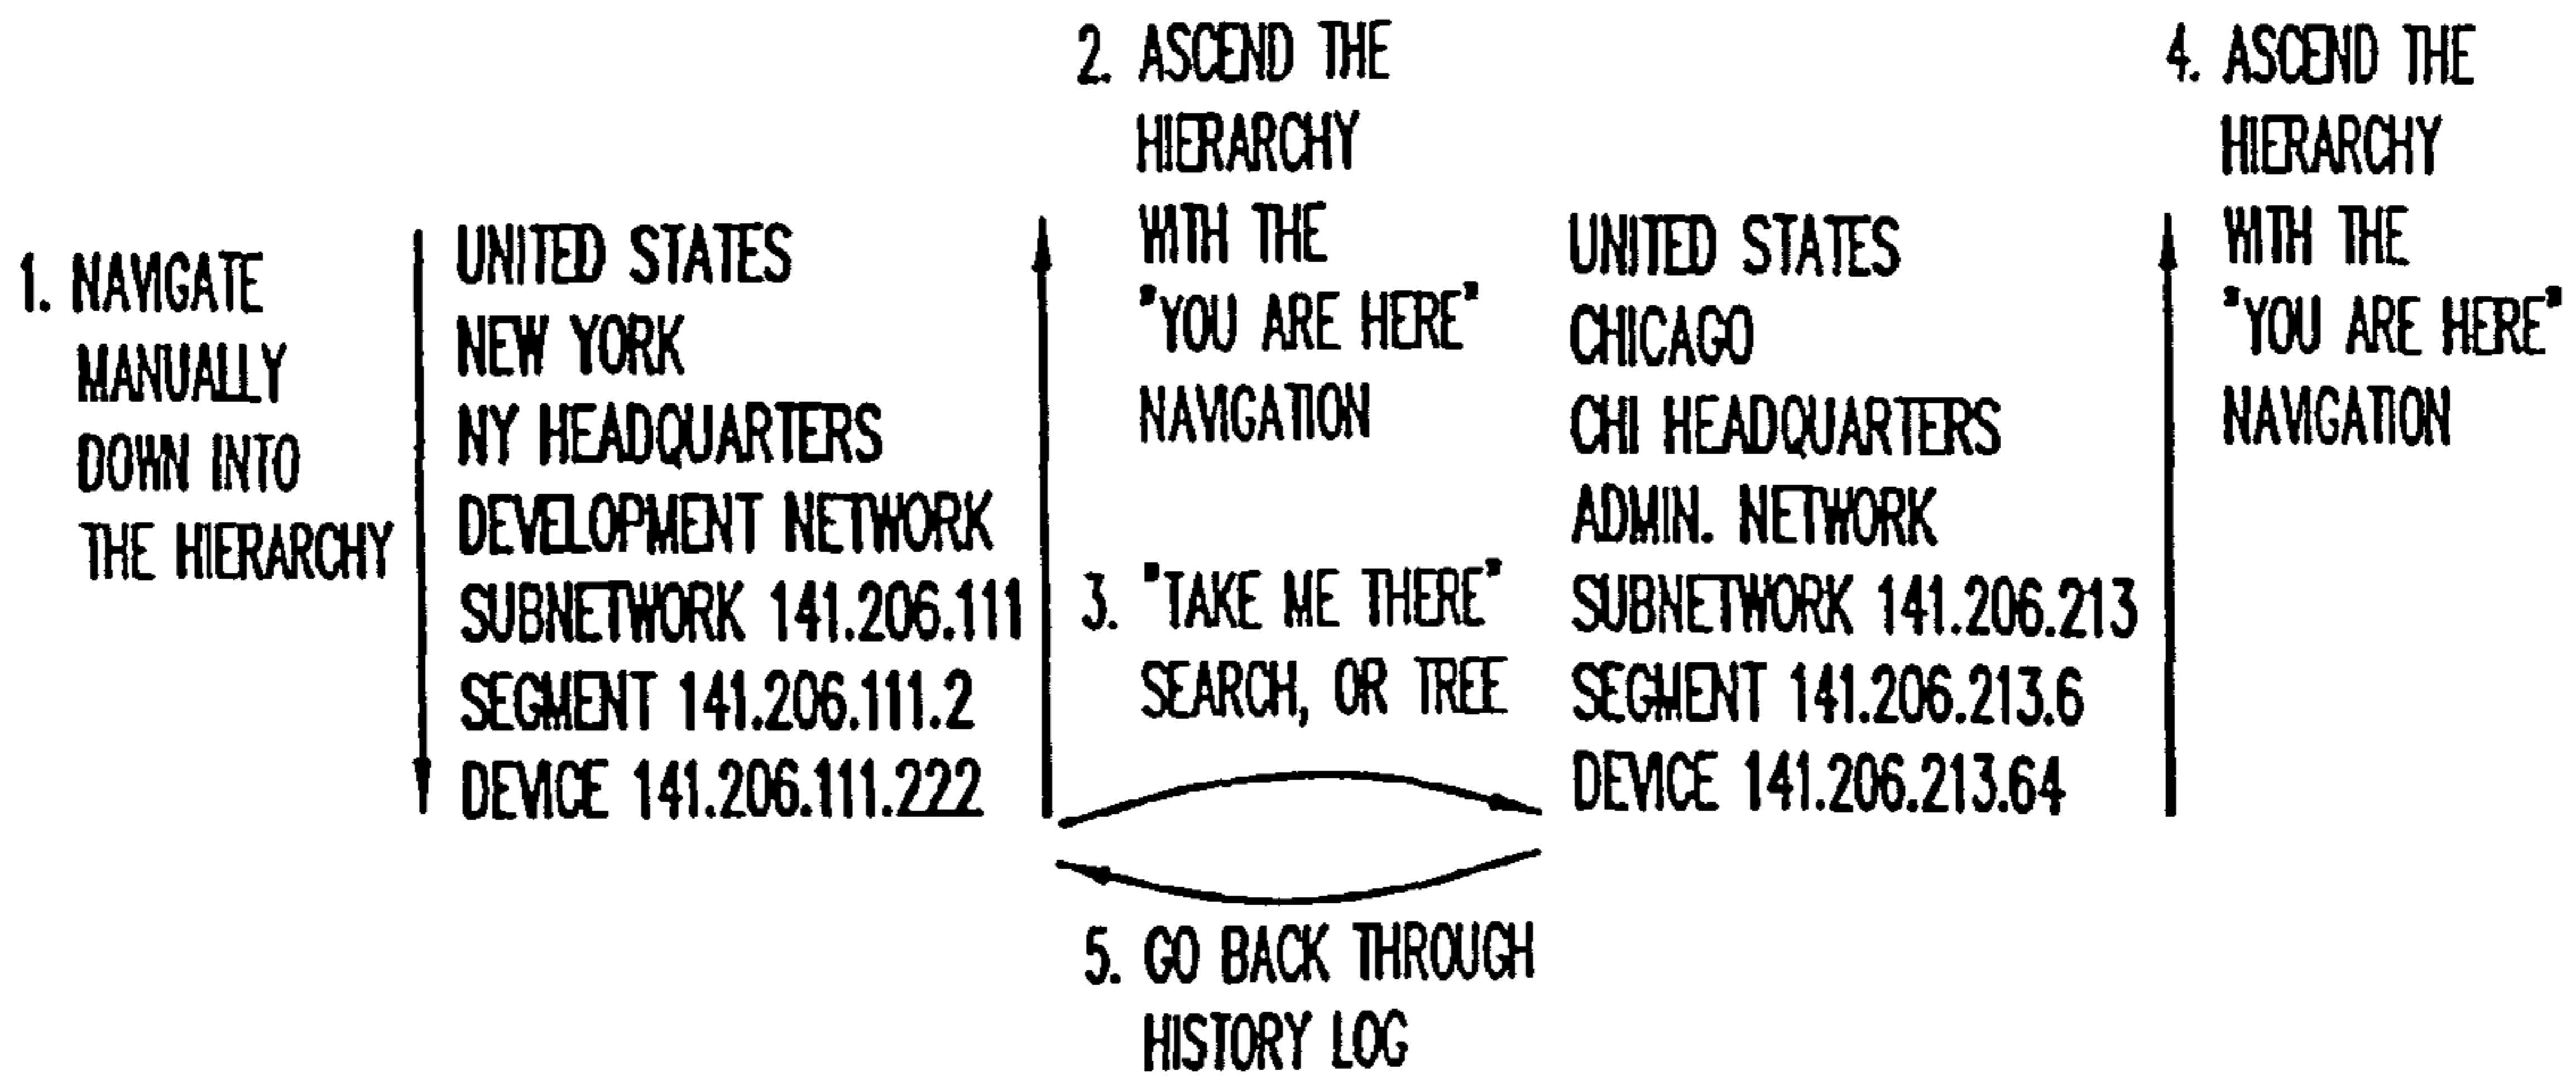 1. NAVIGATE
MANUALLY
DOWN INTO
THE HIERARCHY
UNITED STATES
NEW YORK
NY HEADQUARTERS
DEVELOPMENT NETWORK
SUBNETWORK 141.206.111
SEGMENT 141.206.111.2
DEVICE 141.206.111.222
2. ASCEND THE
HIERARCHY
WITH THE
"YOU ARE HERE"
NAVIGATION
3. "TAKE ME THERE"
SEARCH, OR TREE
UNITED STATES
CHICAGO
CHI HEADQUARTERS
ADMIN. NETWORK
SUBNETWORK 141.206.213
SEGMENT 141.206.213.6
DEVICE 141.206.213.64
4. ASCEND THE
HIERARCHY
WITH THE
"YOU ARE HERE"
NAVIGATION
5. GO BACK THROUGH
HISTORY LOG